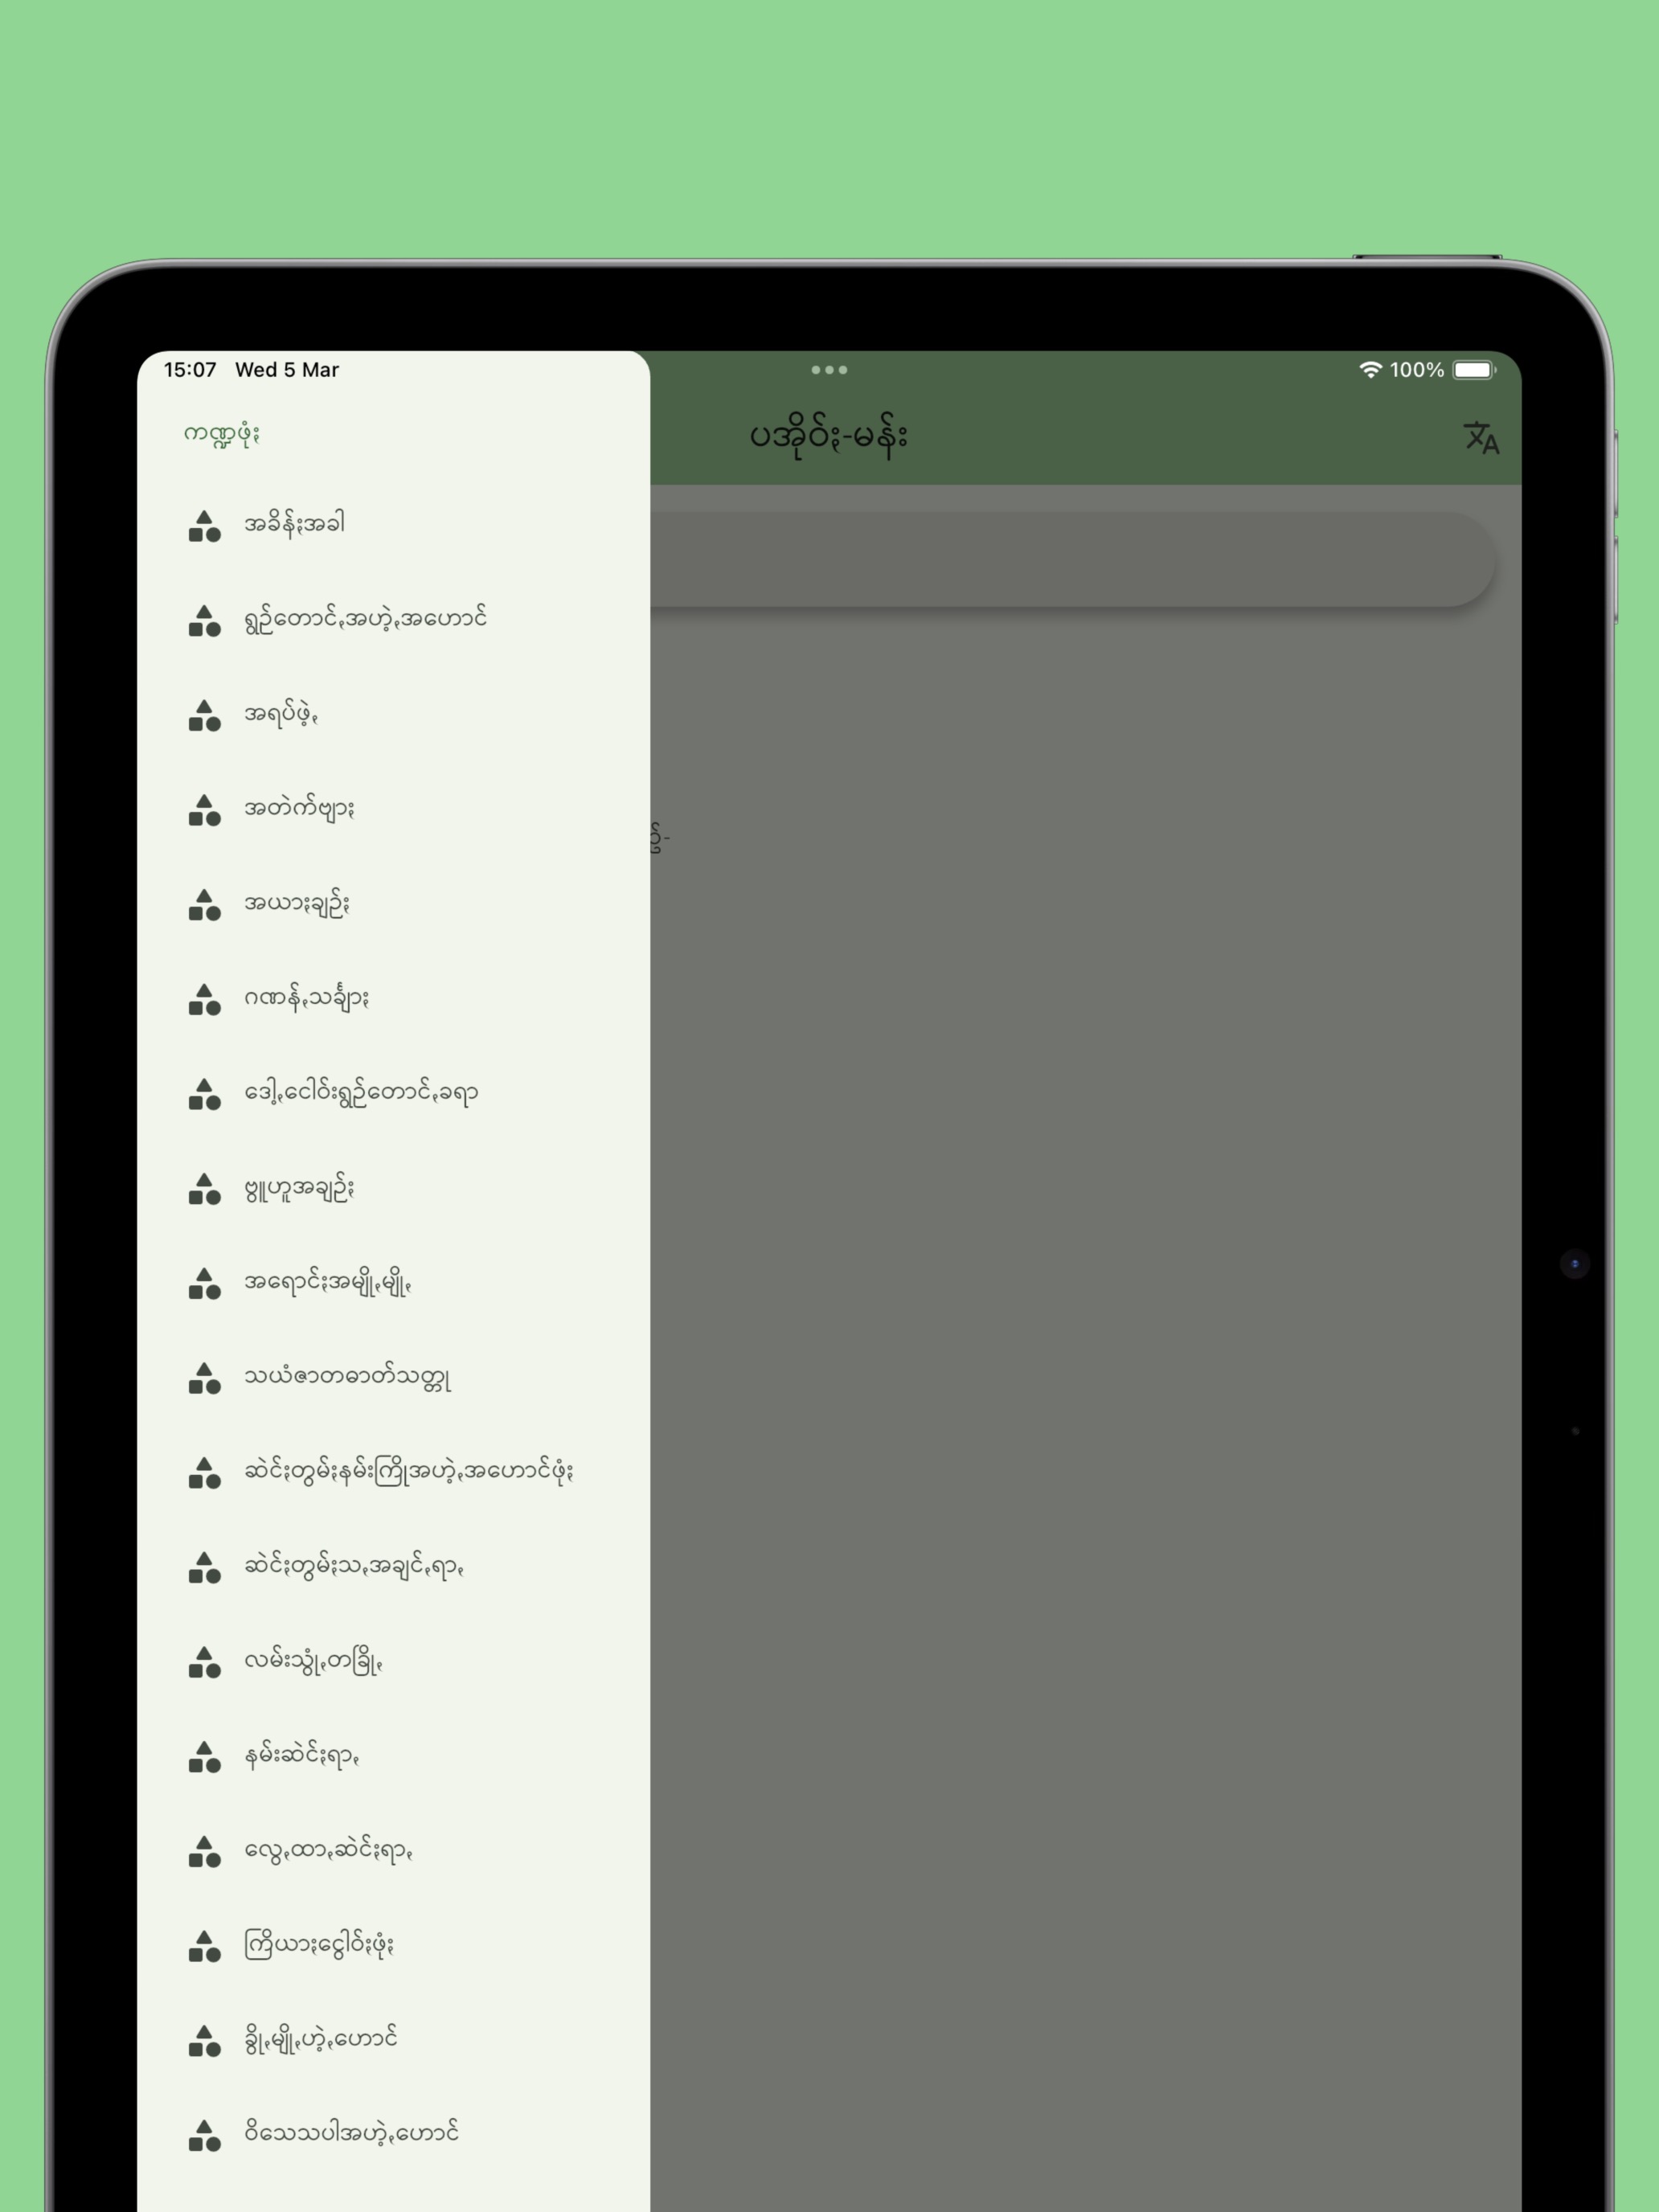 15:07 Wed 5 Mar
100%
ကဏ္ဍဖုံႏ
ပအိုဝ်ႏ-မန်း
အခိန်ႏအခါ
ရွဉ်တောင်ႇအဟဲ့ႇအဟောင်
အရပ်ဖဲ့ႇ
အတဲက်ဗျာႏ
အယာႏချဉ်ႏ
ဂဏန်ႇသင်္ချာႏ
ဒေါ့ႇငေါဝ်းရွဉ်တောင်ႇခရာ
ဗွူဟူအချဉ်ႏ
အရောင်ႏအမျိုႇမျိုႇ
သယံဇာတဓာတ်သတ္တု
ဆဲင်ႏတွမ်ႏနမ်းကြိုအဟဲ့ႇအဟောင်ဖုံႏ
ဆဲင်ႏတွမ်ႏသႇအချင်ႇရာႇ
လမ်းသွုံႇတခြိုႇ
နမ်းဆဲင်ႏရာႇ
လွေႇထာႇဆဲင်ႏရာႇ
ကြိယာႏငွေါဝ်ႏဖုံႏ
ခွိုႇမျိုႇဟဲ့ႇဟောင်
ဝိသေသပါအဟဲ့ႇဟောင်